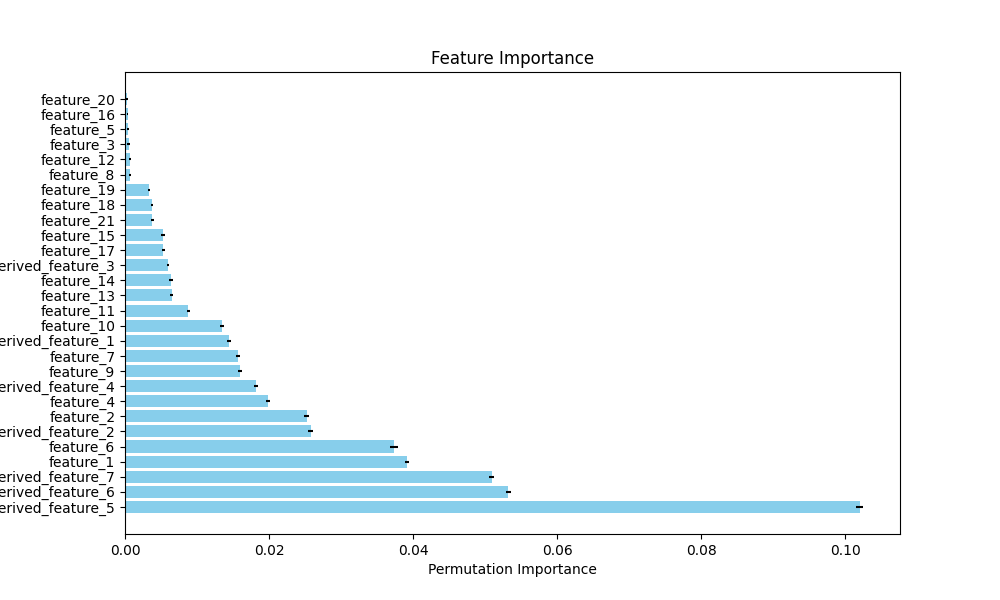 Feature Importance
feature_20
feature_16
feature_5
feature_3
feature_12
feature_8
feature_19
feature_18
feature_21
feature_15
feature_17
erived_feature_3
feature_14
feature_13
feature_11
feature_10
erived_feature_1
feature_7
feature_9
erived_feature_4
feature_4
feature_2
erived_feature_2
feature_6
feature_1
erived_feature_7
erived_feature_6
erived_feature_5
0.00 0.02 0.04 0.06 0.08 0.10
Permutation Importance